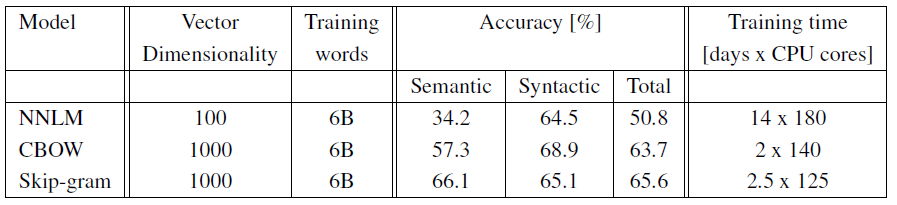 Model Vector Training Accuracy [%] Training time
Dimensionality words [days x CPU cores]
Semantic Syntactic Total
NNLM 100 6B 34.2 64.5 50.8 14 x 180
CBOW 1000 6B 57.3 68.9 63.7 2 x 140
Skip-gram 1000 6B 66.1 65.1 65.6 2.5 x 125